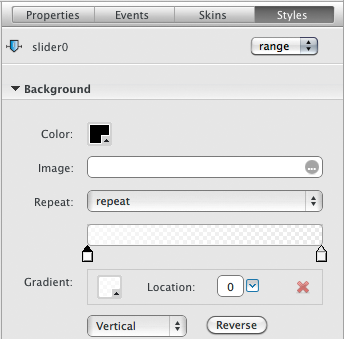 Properties Events Skins Styles
slider0 range
Background
Color:
Image:
Repeat: repeat
Gradient: Location: 0
Vertical Reverse